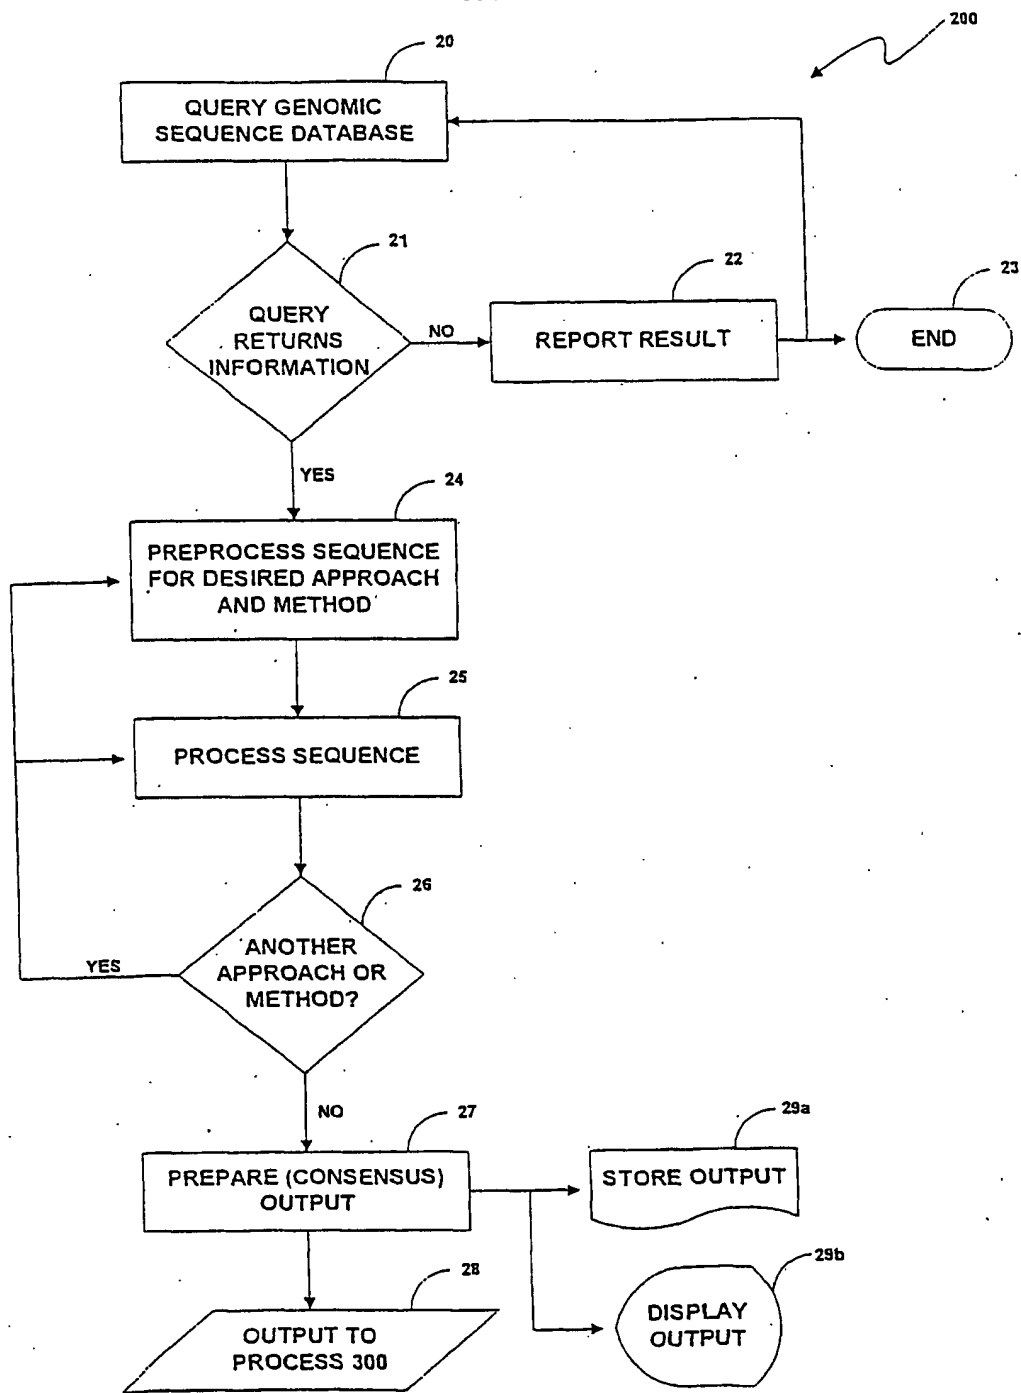 200
20
QUERY GENOMIC
SEQUENCE DATABASE
21
QUERY
RETURNS
INFORMATION
NO
22
REPORT RESULT
23
END
YES
24
PREPROCESS SEQUENCE
FOR DESIRED APPROACH
AND METHOD
25
PROCESS SEQUENCE
26
ANOTHER
APPROACH OR
METHOD?
YES
NO
27
PREPARE (CONSENSUS)
OUTPUT
29a
STORE OUTPUT
28
OUTPUT TO
PROCESS 300
29b
DISPLAY
OUTPUT